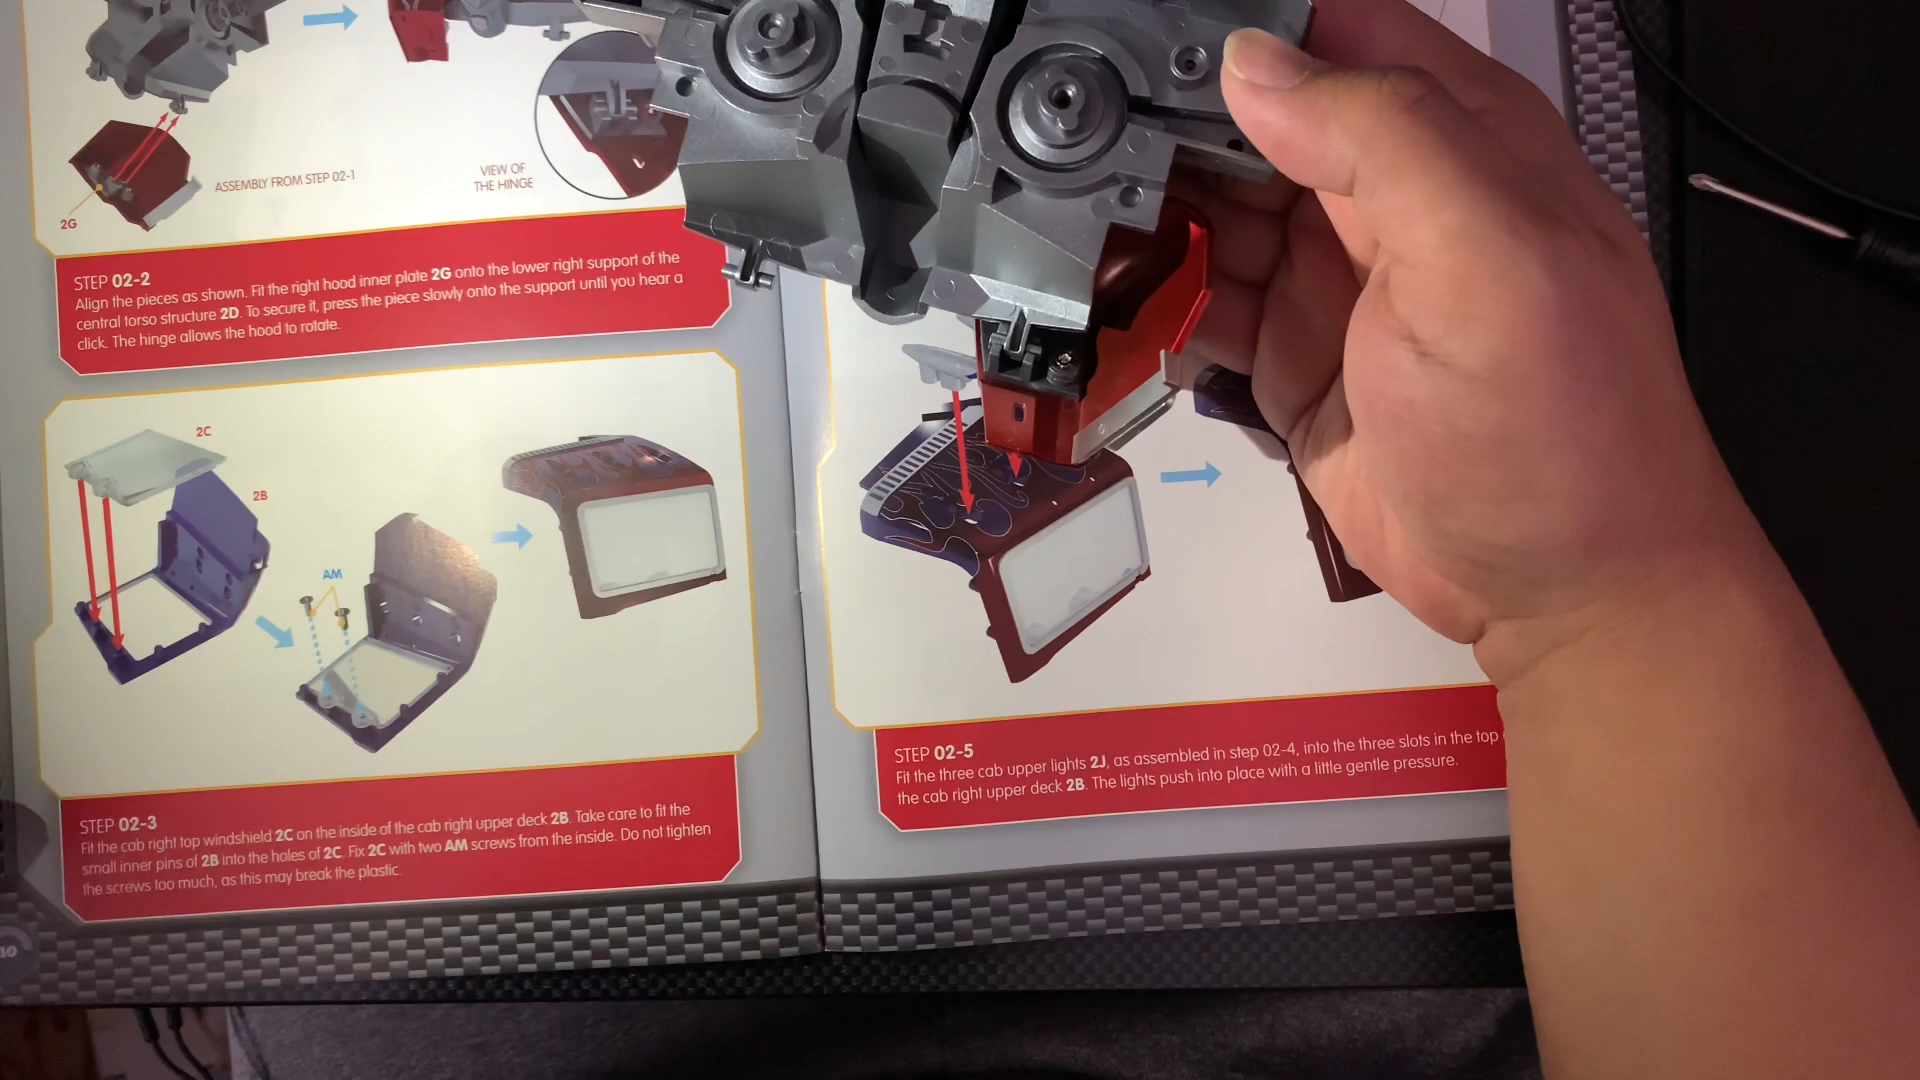 ASSEMBLY FROM STEP 02-1
VIEW OF
THE HINGE
2G
STEP 02-2
Align the pieces as shown. Fit the right hood inner plate 2G onto the lower right support of the
central torso structure 2D. To secure it, press the piece slowly onto the support until you hear a
click. The hinge allows the hood to rotate.
2C
2B
AM
STEP 02-3
Fit the cab right top windshield 2C on the inside of the cab right upper deck 2B. Take care to fit the
small inner pins of 2B into the holes of 2C. Fix 2C with two AM screws from the inside. Do not tighten
the screws too much, as this may break the plastic.
10
STEP 02-5
Fit the three cab upper lights 2J, as assembled in step 02-4, into the three slots in the top
the cab right upper deck 2B. The lights push into place with a little gentle pressure.